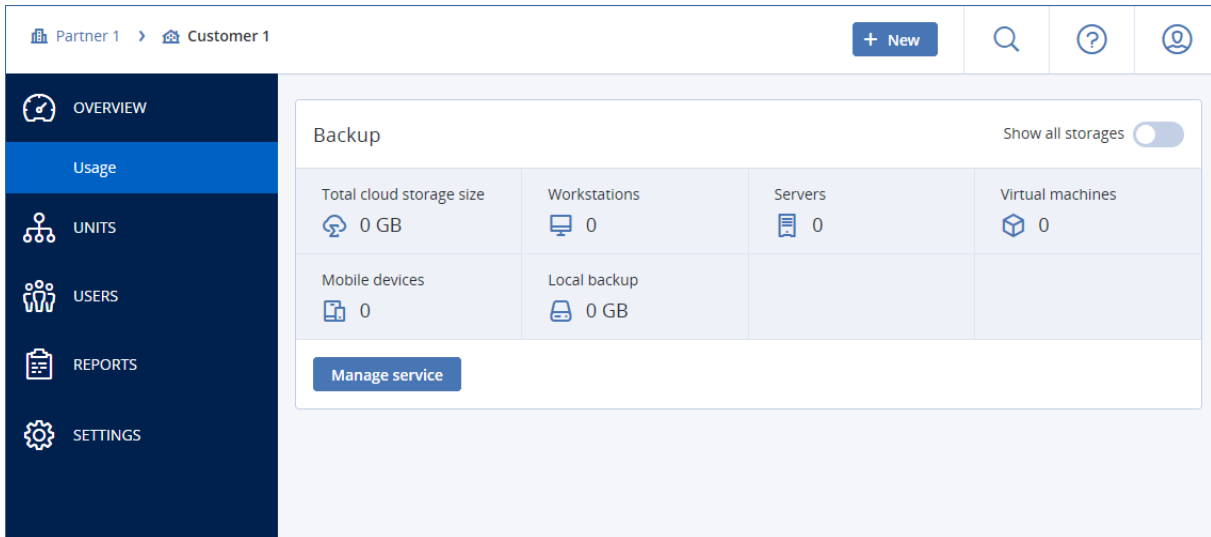 Partner 1 > Customer 1
+ New
OVERVIEW
Usage
UNITS
USERS
REPORTS
SETTINGS
Backup
Show all storages
Total cloud storage size
0 GB
Workstations
0
Servers
0
Virtual machines
0
Mobile devices
0
Local backup
0 GB
Manage service